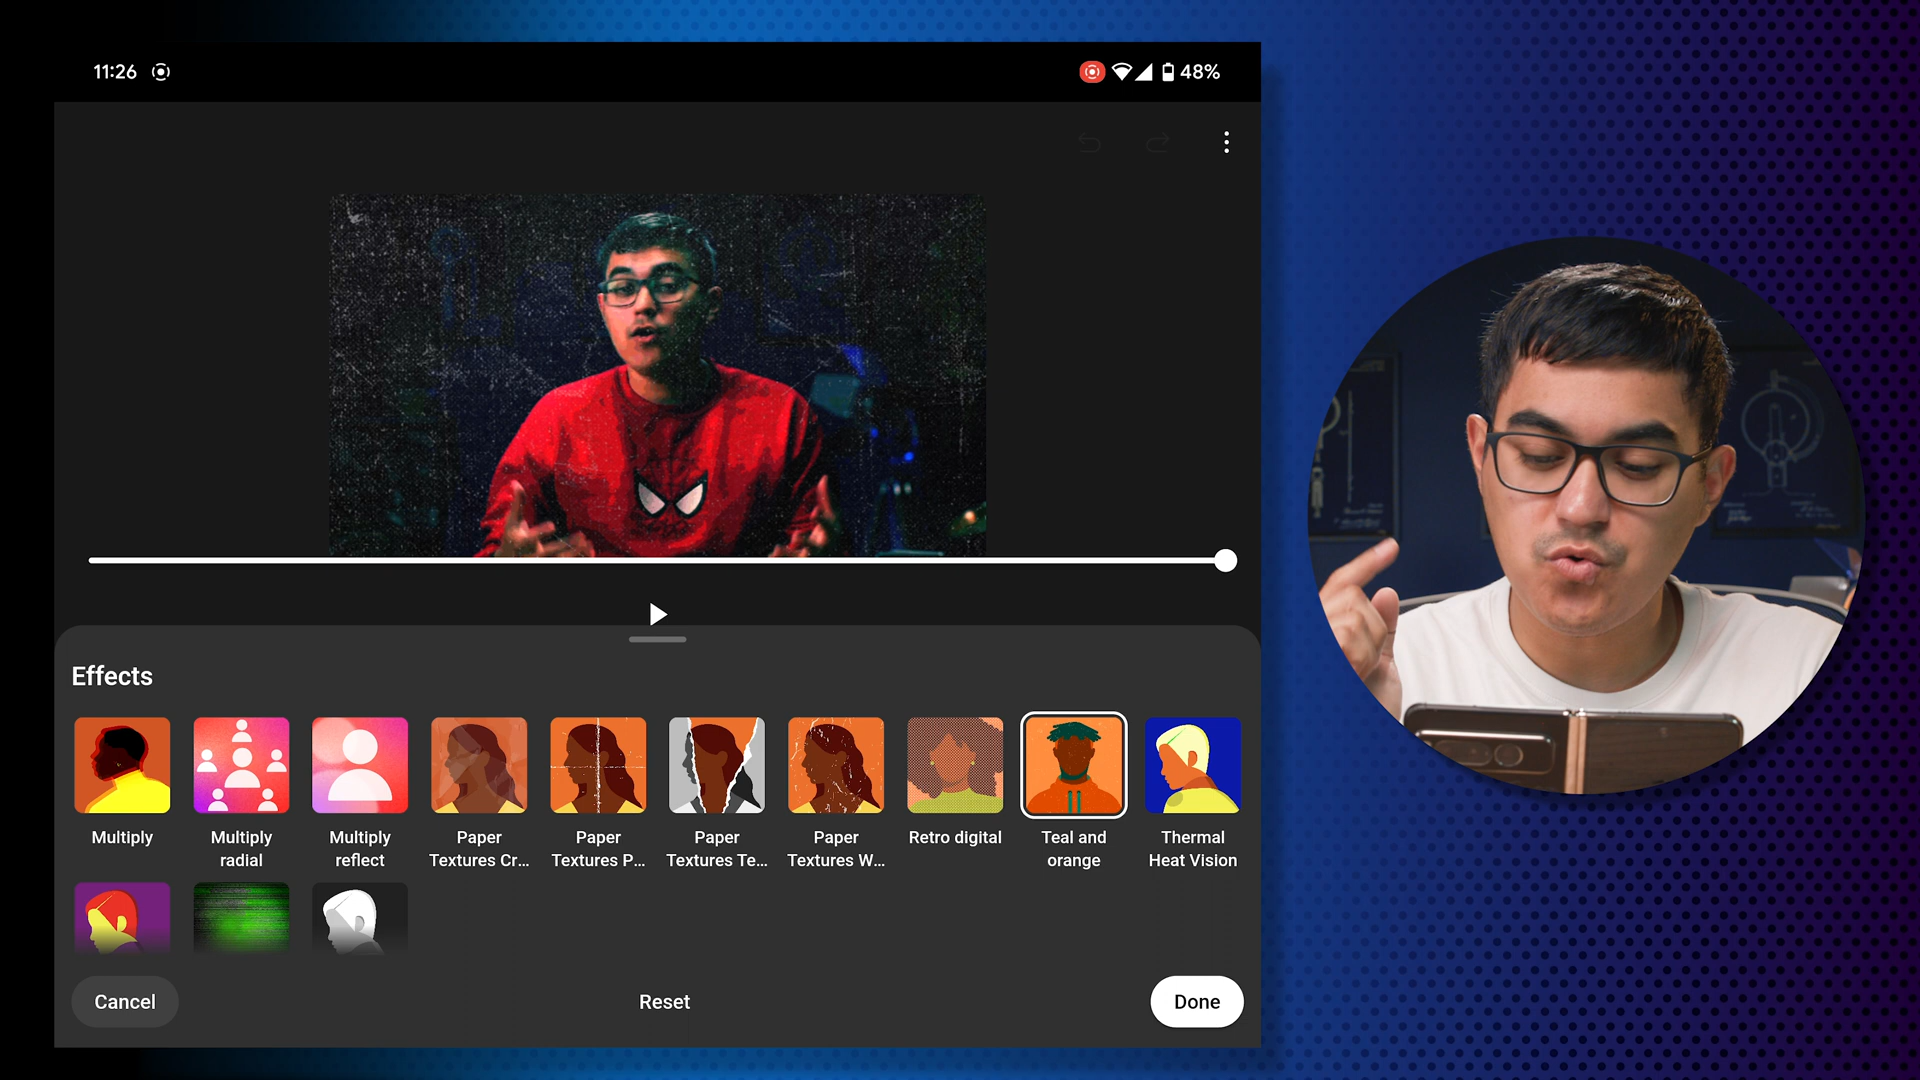 11:26
48%
Effects
Multiply
Multiply
radial
Multiply
reflect
Paper
Textures Cr...
Paper
Textures P...
Paper
Textures Te...
Paper
Textures W...
Retro digital
Teal and
orange
Thermal
Heat Vision
Cancel
Reset
Done